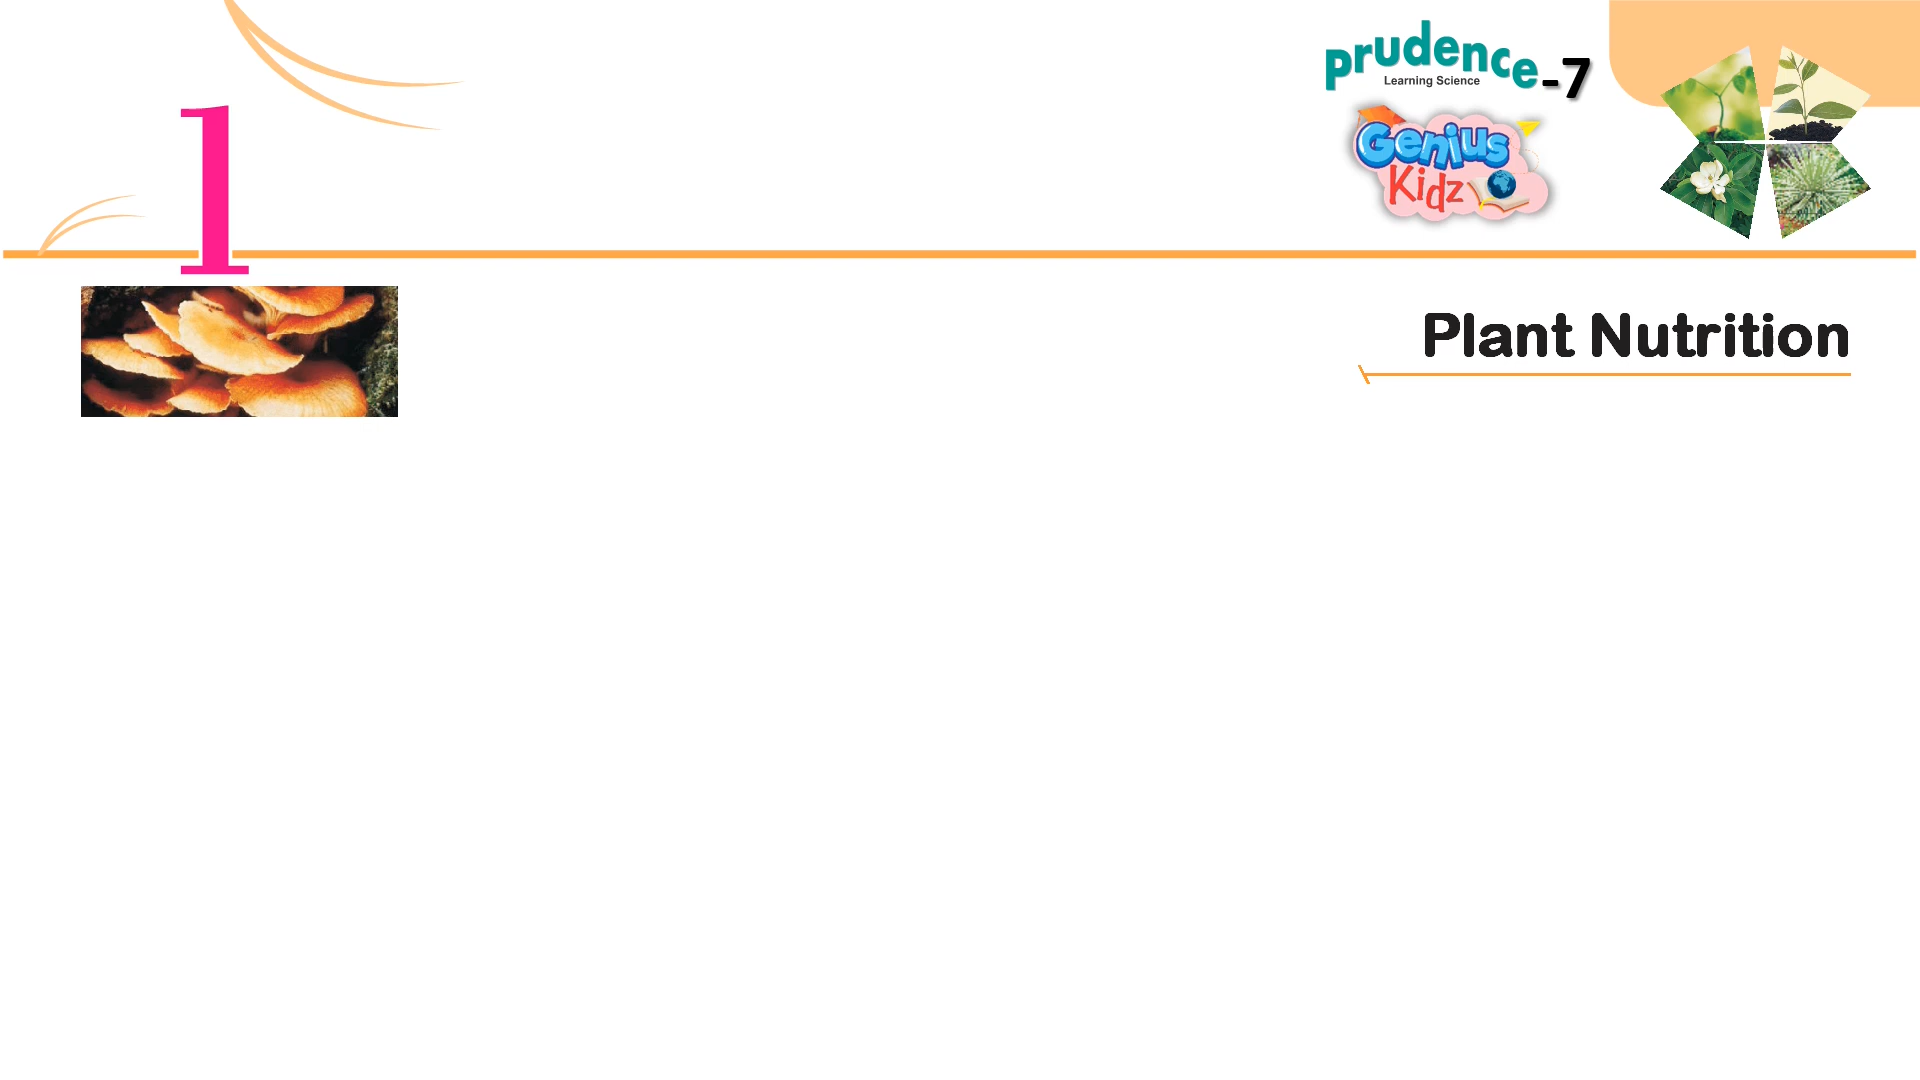 1
prudence-7
Learning Science
Genius
Kidz
Plant Nutrition